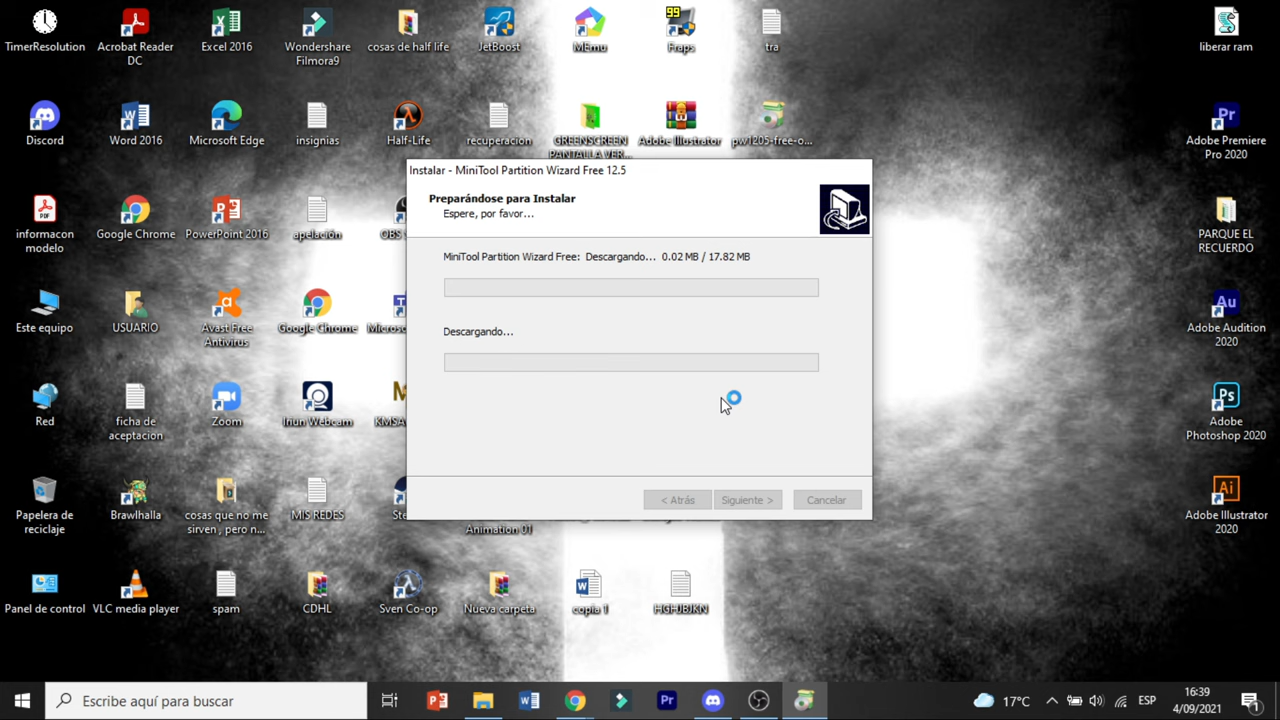 TimerResolution
Acrobat Reader
DC
Excel 2016
Wondershare
Filmora9
cosas de half life
JetBoost
MEmu
99
Fraps
tra
liberar ram
Discord
Word 2016
Microsoft Edge
insignias
Half-Life
recuperacion
GREENSCREEN
PANTALLA VER...
Adobe Illustrator
pw1205-free-o...
Adobe Premiere
Pro 2020
Instalar - MiniTool Partition Wizard Free 12.5
Preparándose para Instalar
Espere, por favor...
MiniTool Partition Wizard Free: Descargando... 0.02 MB / 17.82 MB
Descargando...
< Atrás
Siguiente >
Cancelar
informacon
modelo
Google Chrome
PowerPoint 2016
apelación
OBS
PARQUE EL
RECUERDO
Este equipo
USUARIO
Avast Free
Antivirus
Google Chrome
Adobe Audition
2020
Red
ficha de
aceptacion
Zoom
Iriun Webcam
Adobe
Photoshop 2020
Papelera de
reciclaje
Brawlhalla
cosas que no me
sirven , pero n...
MIS REDES
Animation 01
Adobe Illustrator
2020
Panel de control
VLC media player
spam
CDHL
Sven Co-op
Nueva carpeta
copia 1
HGHJBJKN
Escribe aquí para buscar
17°C
ESP
16:39
4/09/2021